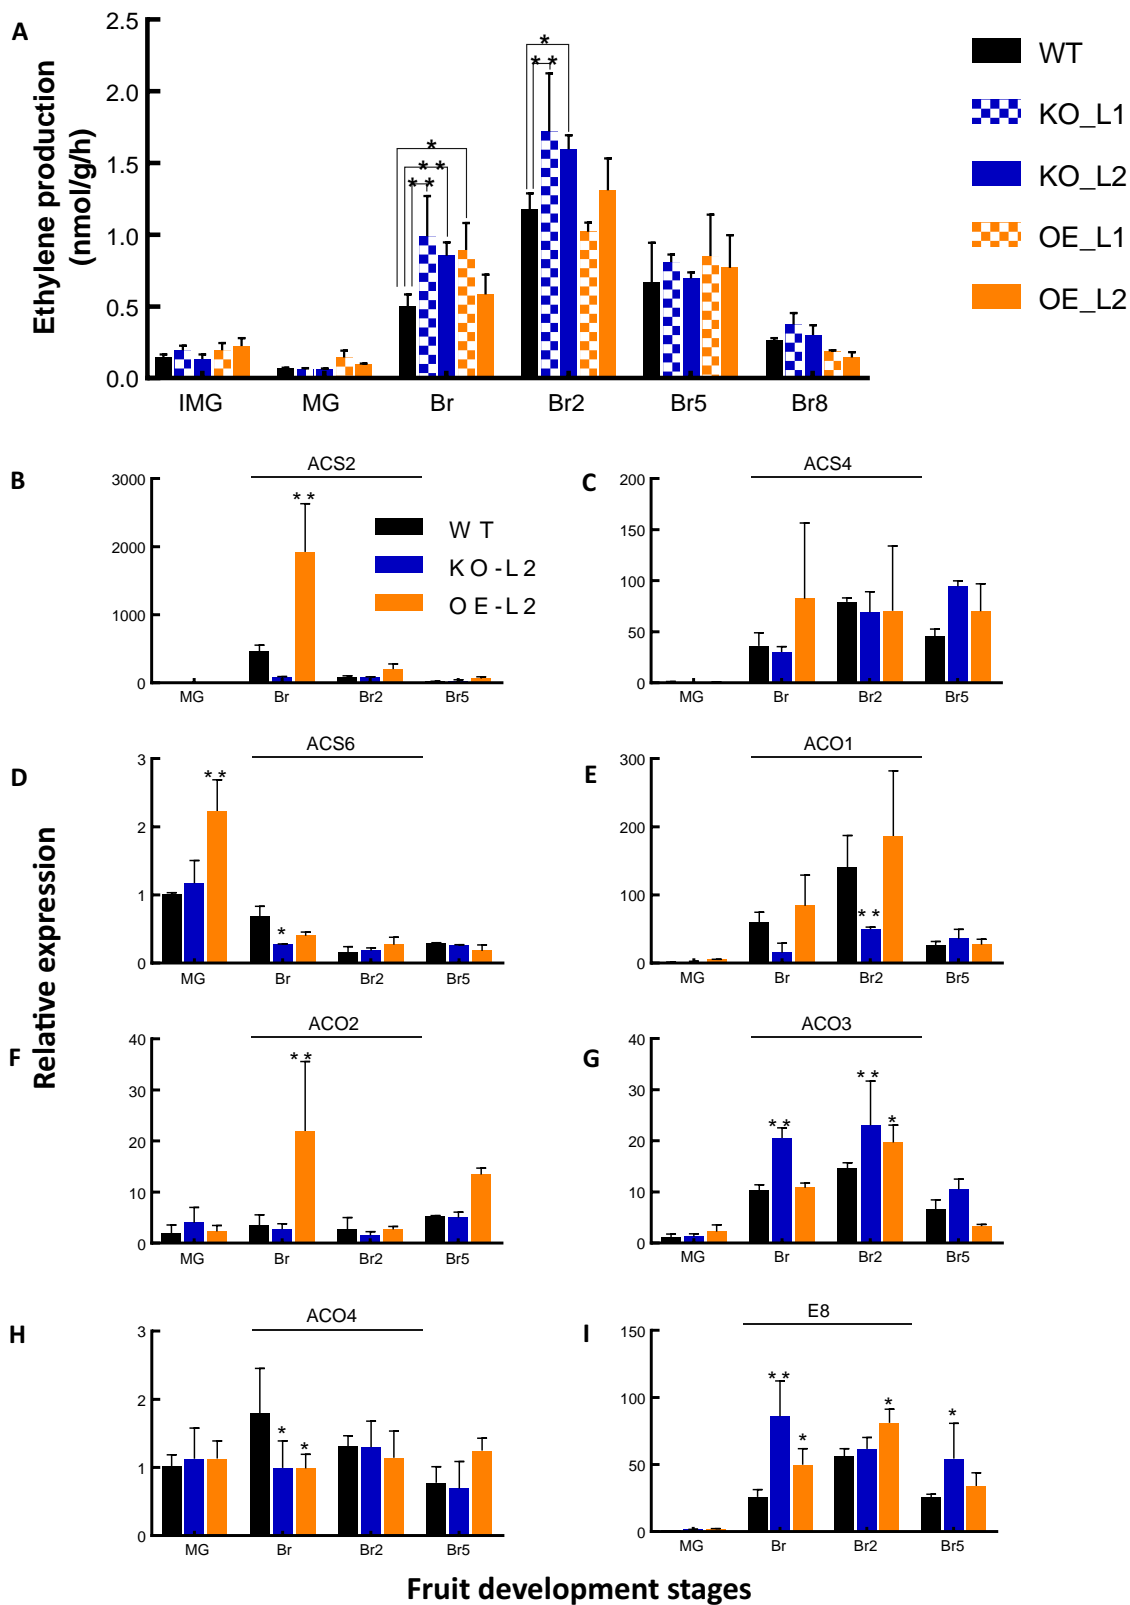 A
Ethylene production
(nmol/g/h)
2.5
2.0
1.5
1.0
0.5
0.0
*
**
**
*
**
IMG MG Br Br2 Br5 Br8
WT
KO_L1
KO_L2
OE_L1
OE_L2
Relative expression
B
ACS2
3000
2000
1000
0
**
WT
KO-L2
OE-L2
MG Br Br2 Br5
C
ACS4
200
150
100
50
0
MG Br Br2 Br5
D
ACS6
3
2
1
0
**
*
MG Br Br2 Br5
E
ACO1
300
200
100
0
**
MG Br Br2 Br5
F
ACO2
40
30
20
10
0
**
MG Br Br2 Br5
G
ACO3
40
30
20
10
0
**
**
*
MG Br Br2 Br5
H
ACO4
3
2
1
0
*
*
MG Br Br2 Br5
I
E8
150
100
50
0
**
*
*
*
MG Br Br2 Br5
Fruit development stages